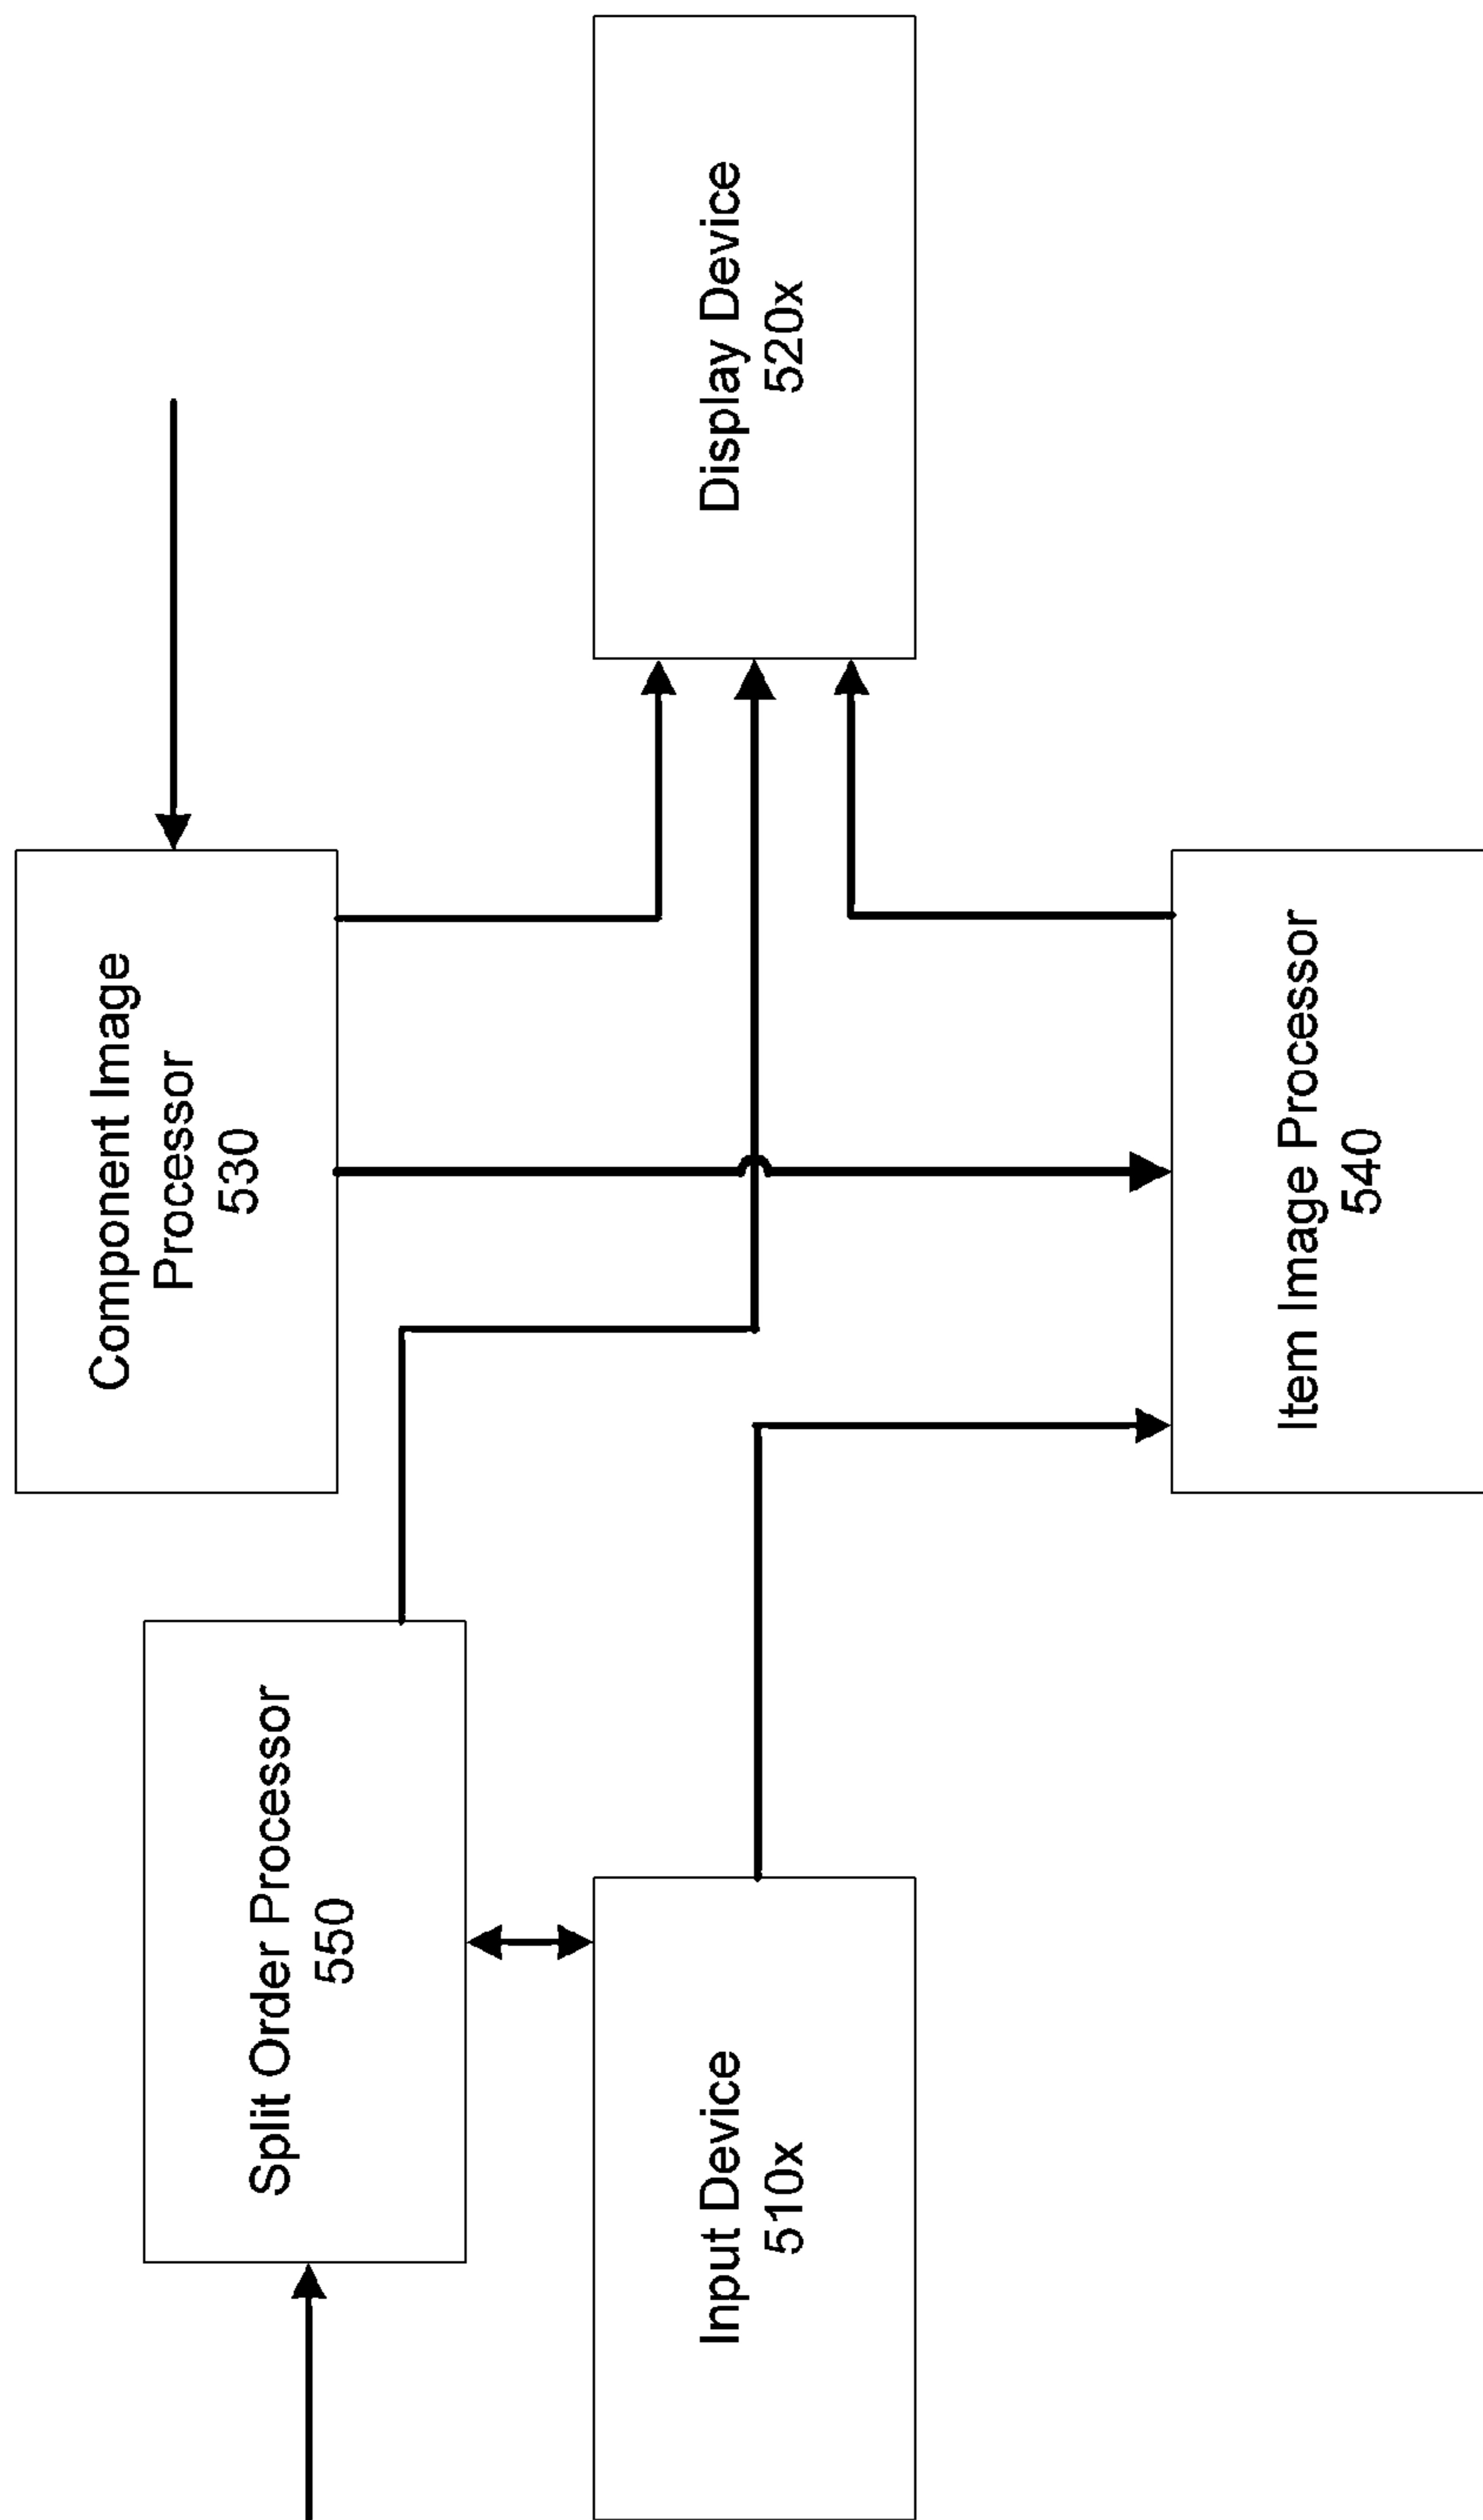 Component Image
Processor
530
Split Order Processor
550
Input Device
510x
Display Device
520x
Item Image Processor
540